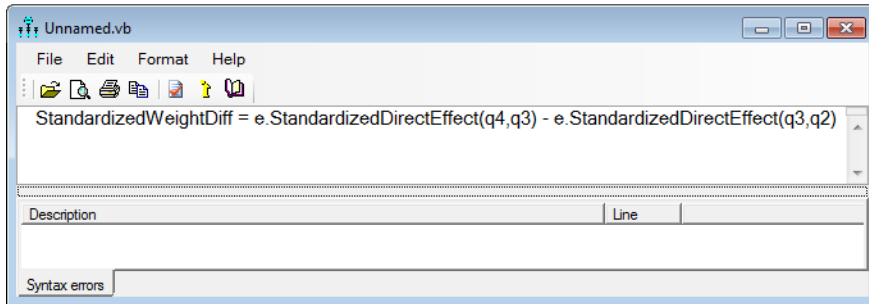 Unnamed.vb
File Edit Format Help
StandardizedWeightDiff = e.StandardizedDirectEffect(q4,q3) - e.StandardizedDirectEffect(q3,q2)
Description Line
Syntax errors